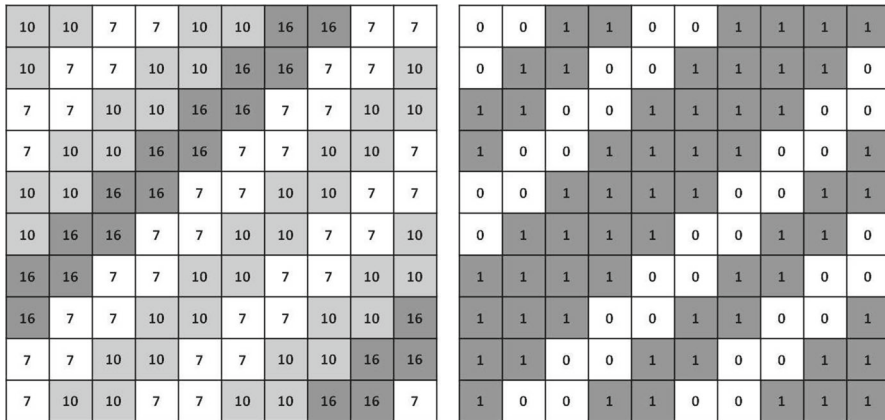 10 10 7 7 10 10 16 16 7 7 0 0 1 1 0 0 1 1 1 1
10 7 7 10 10 16 16 7 7 10 0 1 1 0 0 1 1 1 1 0
7 7 10 10 16 16 7 7 10 10 1 1 0 0 1 1 1 1 0 0
7 10 10 16 16 7 7 10 10 7 1 0 0 1 1 1 1 0 0 1
10 10 16 16 7 7 10 10 7 7 0 0 1 1 1 1 0 0 1 1
10 16 16 7 7 10 10 7 7 10 0 1 1 1 1 0 0 1 1 0
16 16 7 7 10 10 7 7 10 10 1 1 1 1 0 0 1 1 0 0
16 7 7 10 10 7 7 10 10 16 1 1 1 0 0 1 1 0 0 1
7 7 10 10 7 7 10 10 16 16 1 1 0 0 1 1 0 0 1 1
7 10 10 7 7 10 10 16 16 7 1 0 0 1 1 0 0 1 1 1